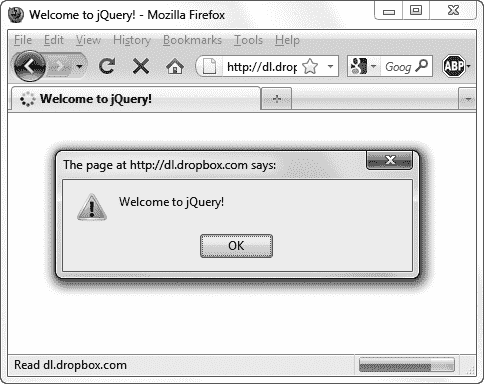 Welcome to jQuery! - Mozilla Firefox
File Edit View History Bookmarks Tools Help
http://dl.drop Goog ABP
Welcome to jQuery!
The page at http://dl.dropbox.com says:
Welcome to jQuery!
OK
Read dl.dropbox.com